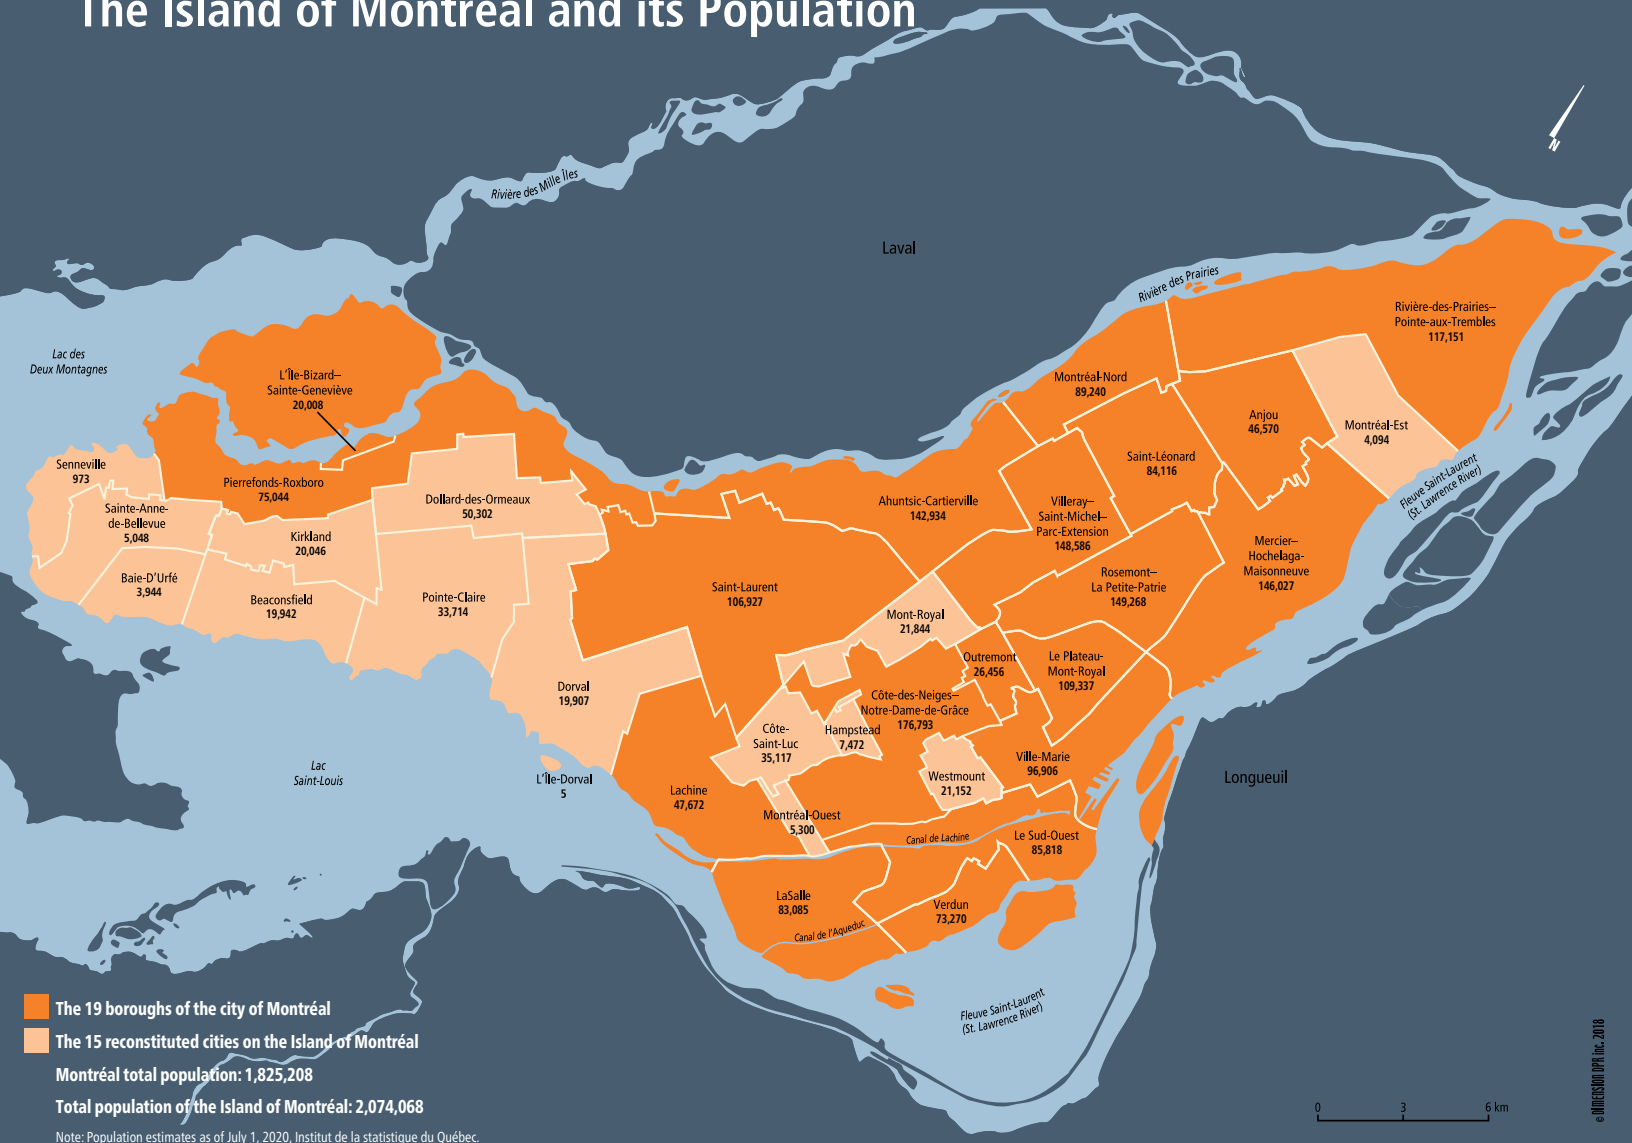 The Island of Montréal and its Population
Rivière des Mille Îles
N
Laval
Rivière des Prairies
Rivière-des-Prairies–
Pointe-aux-Trembles
117,151
Lac des
Deux Montagnes
L'Île-Bizard–
Sainte-Geneviève
20,008
Montréal-Nord
89,240
Anjou
46,570
Montréal-Est
4,094
Saint-Léonard
84,116
Senneville
973
Pierrefonds-Roxboro
75,044
Dollard-des-Ormeaux
50,302
Ahuntsic-Cartierville
142,934
Villeray–
Saint-Michel–
Parc-Extension
148,586
Fleuve Saint-Laurent
(St. Lawrence River)
Sainte-Anne-
de-Bellevue
5,048
Kirkland
20,046
Mercier–
Hochelaga-
Maisonneuve
146,027
Baie-D'Urfé
3,944
Beaconsfield
19,942
Pointe-Claire
33,714
Saint-Laurent
106,927
Rosemont–
La Petite-Patrie
149,268
Mont-Royal
21,844
Outremont
26,456
Le Plateau-
Mont-Royal
109,337
Dorval
19,907
Côte-des-Neiges–
Notre-Dame-de-Grâce
176,793
Côte-
Saint-Luc
35,117
Hampstead
7,472
Ville-Marie
96,906
Lac
Saint-Louis
L'Île-Dorval
5
Westmount
21,152
Longueuil
Lachine
47,672
Montréal-Ouest
5,300
Canal de Lachine
Le Sud-Ouest
85,818
LaSalle
83,085
Verdun
73,270
Canal de l'Aqueduc
Fleuve Saint-Laurent
(St. Lawrence River)
The 19 boroughs of the city of Montréal
The 15 reconstituted cities on the Island of Montréal
Montréal total population: 1,825,208
Total population of the Island of Montréal: 2,074,068
Note: Population estimates as of July 1, 2020, Institut de la statistique du Québec.
0 3 6 km
© DIMENSION DPR inc. 2018